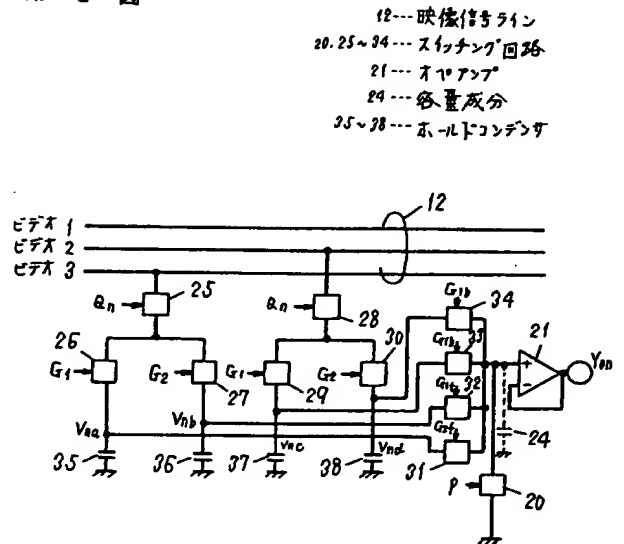 12---映像信号ライン
20.25~34---スイッチング回路
21---オペアンプ
24---容量成分
35~38---ホールドコンデンサ
12
ビデオ 1
ビデオ 2
ビデオ 3
Qn 25
Qn 28
G1b 34
26 G1
G2 27
G1 29
G2 30
33
32
31
21
YDn
24
Vna
Vnb
Vnc
Vnd
35
36
37
38
P 20